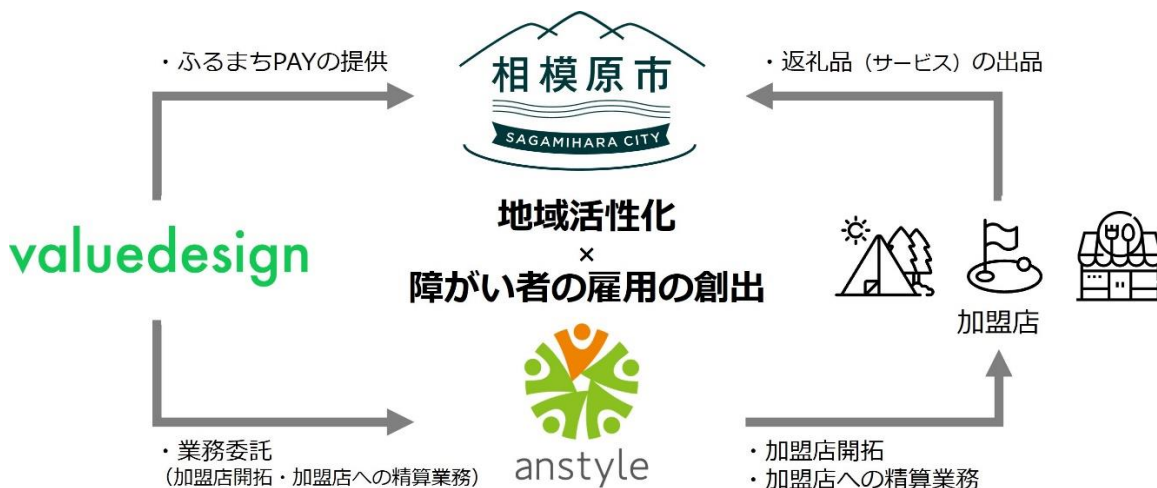 ・ふるまちPAYの提供
相模原市
SAGAMIHARA CITY
・返礼品（サービス）の出品
valuedesign
地域活性化
×
障がい者の雇用の創出
加盟店
・業務委託
（加盟店開拓・加盟店への精算業務）
anstyle
・加盟店開拓
・加盟店への精算業務